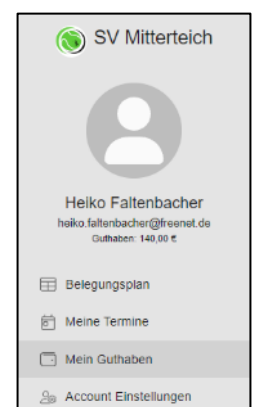 SV Mitterteich
Heiko Faltenbacher
heiko.faltenbacher@freenet.de
Guthaben: 140,00 €
Belegungsplan
Meine Termine
Mein Guthaben
Account Einstellungen